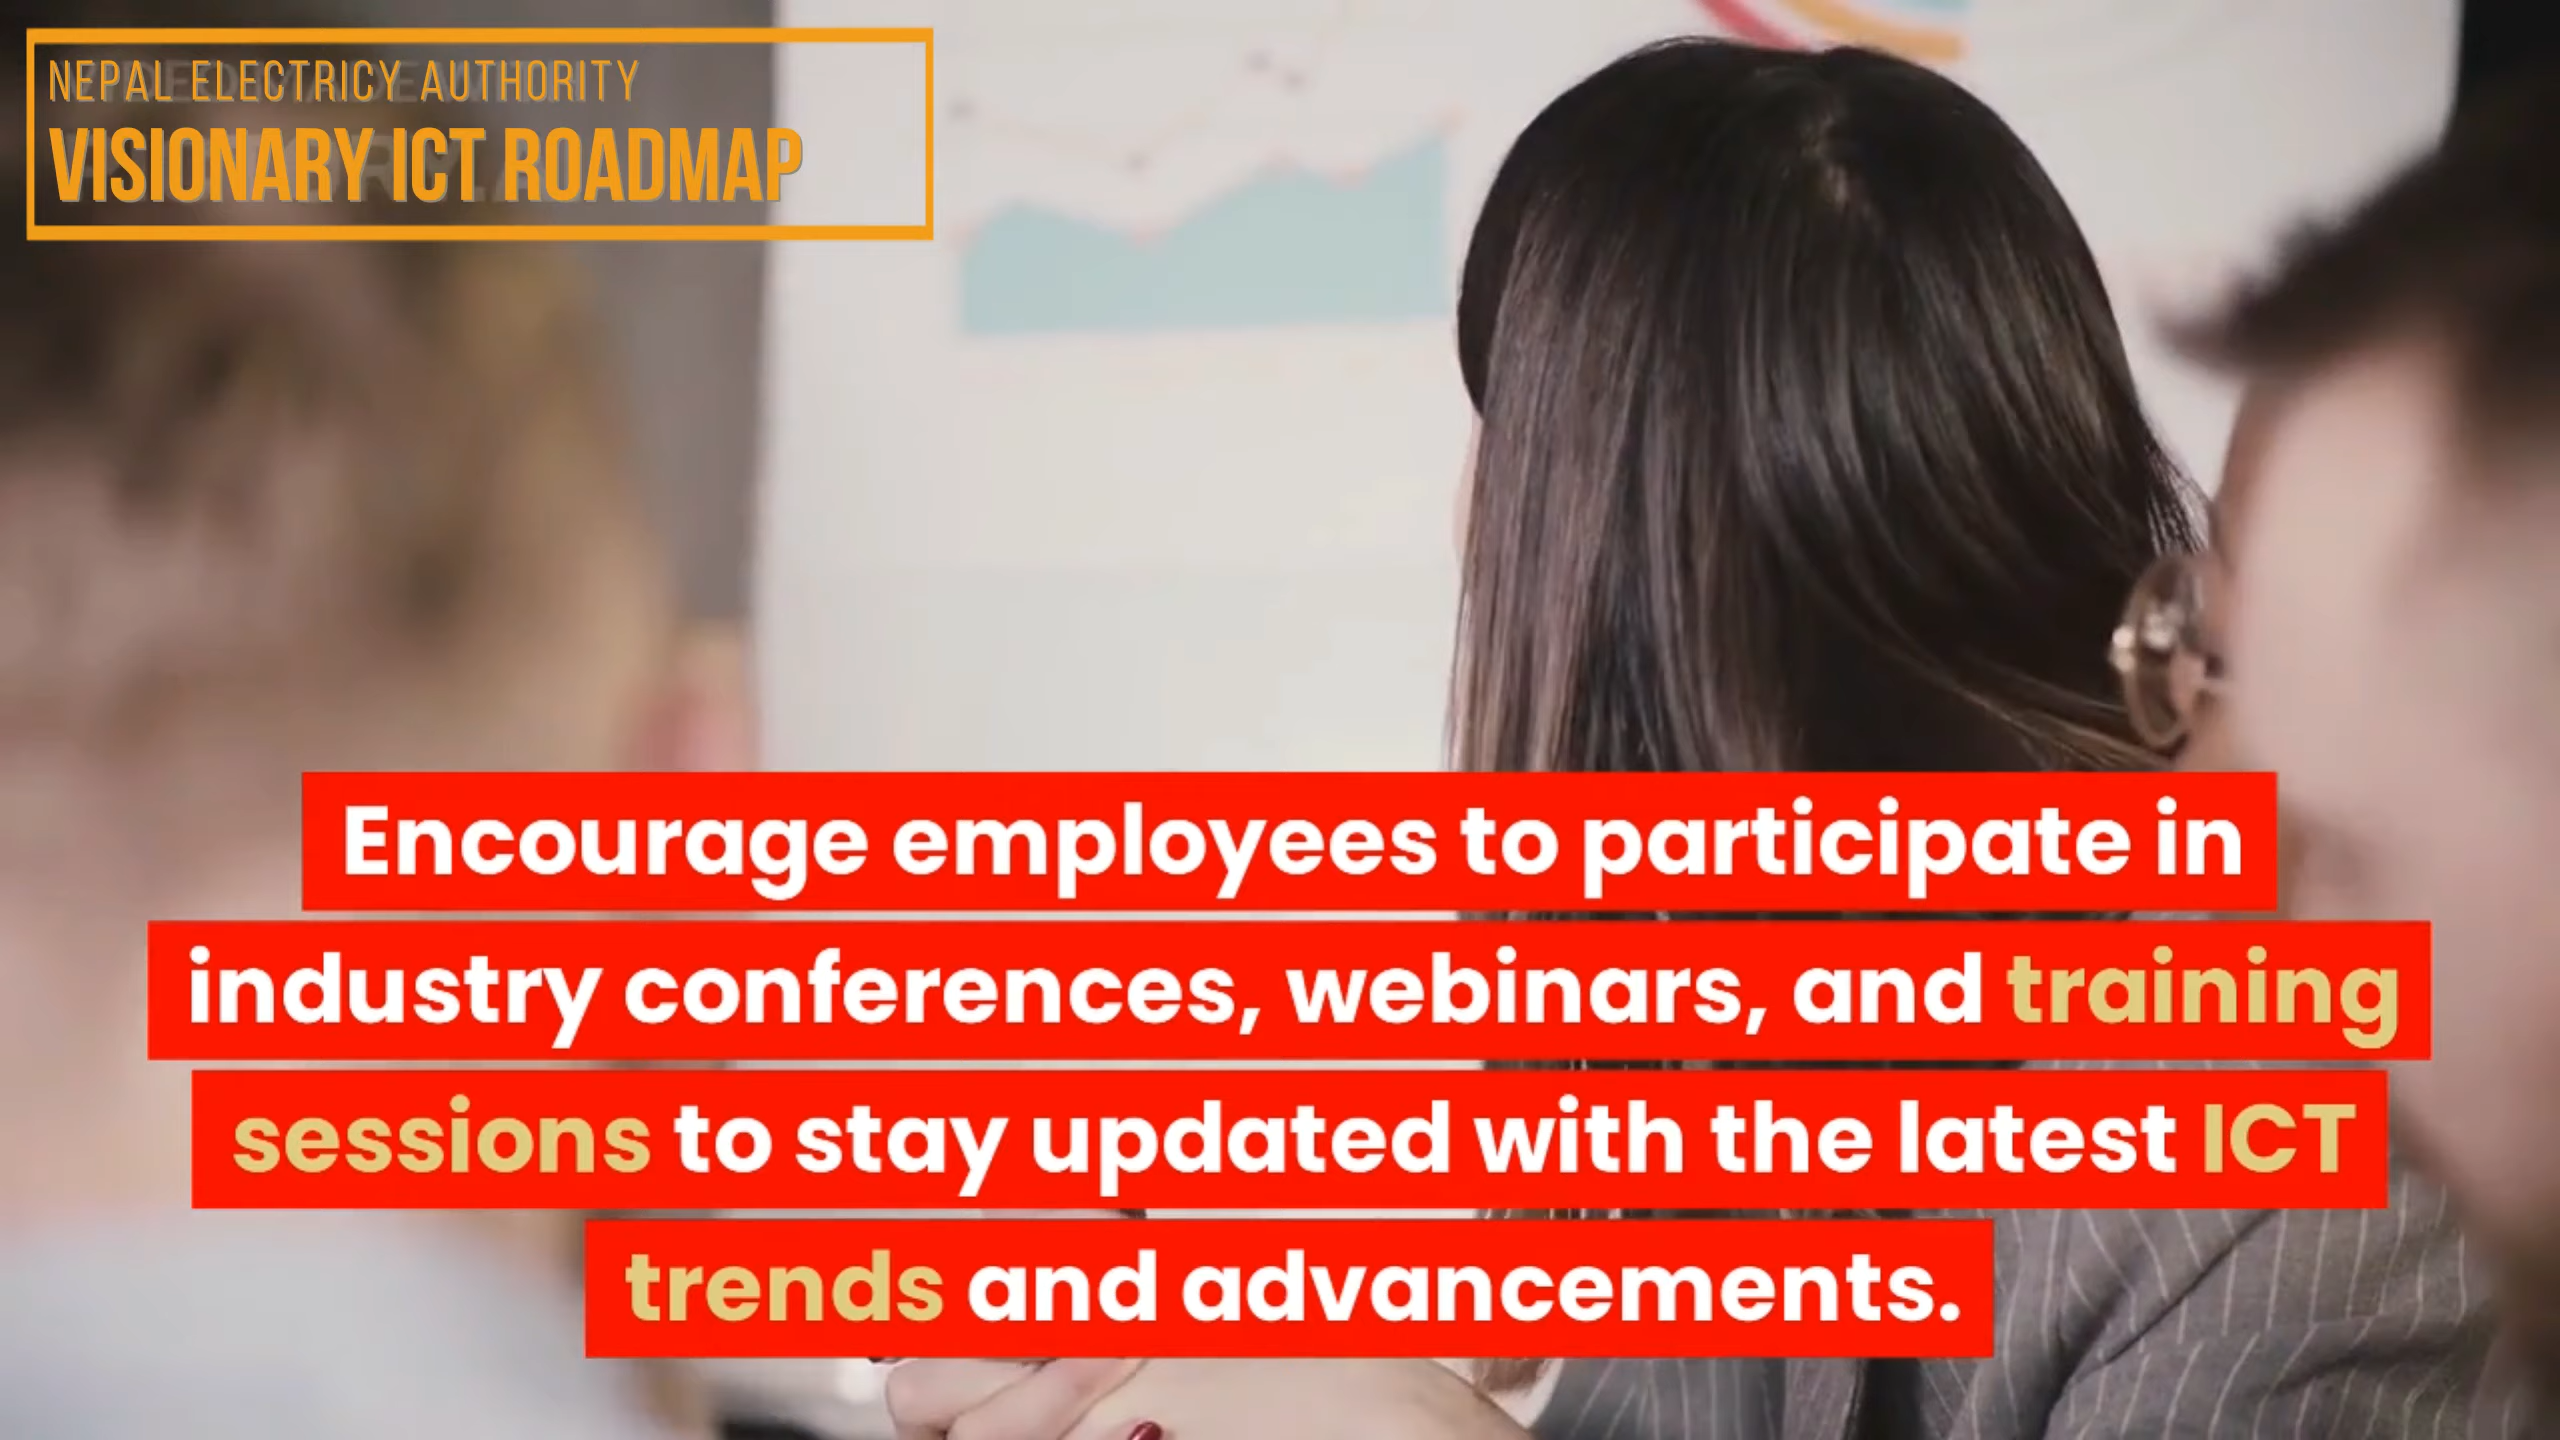 NEPAL ELECTRICY AUTHORITY
VISIONARY ICT ROADMAP
Encourage employees to participate in
industry conferences, webinars, and training
sessions to stay updated with the latest ICT
trends and advancements.